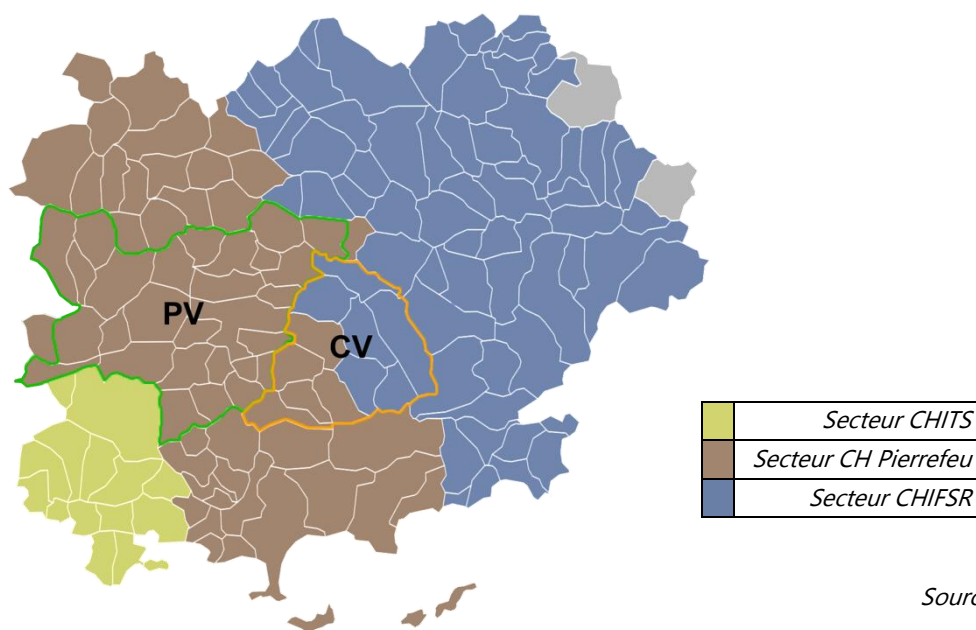 PV
CV
Secteur CHITS
Secteur CH Pierrefeu
Secteur CHIFSR
Sourc